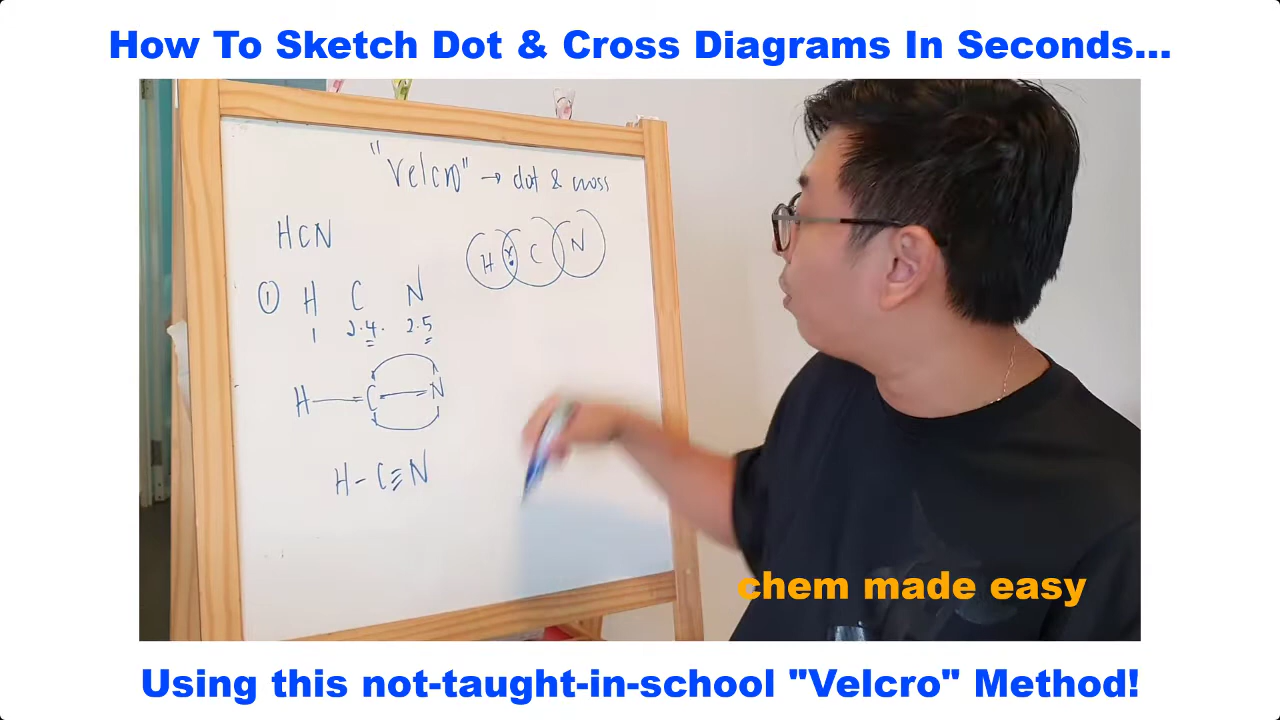 How To Sketch Dot & Cross Diagrams In Seconds...
"Velcro" → dot & cross
HCN
H C N
① H C N
1 2.4. 2.5
H C N
H - C ≡ N
chem made easy
Using this not-taught-in-school "Velcro" Method!